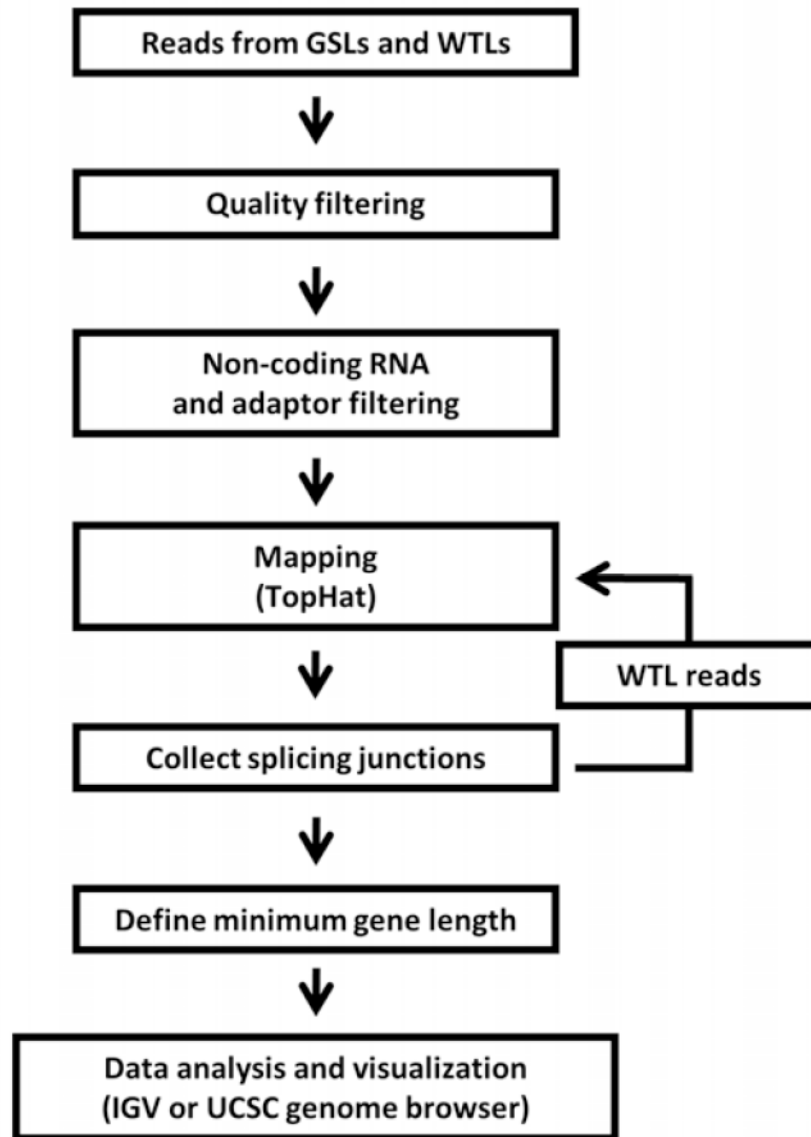 Reads from GSLs and WTLs
Quality filtering
Non-coding RNA
and adaptor filtering
Mapping
(TopHat)
WTL reads
Collect splicing junctions
Define minimum gene length
Data analysis and visualization
(IGV or UCSC genome browser)